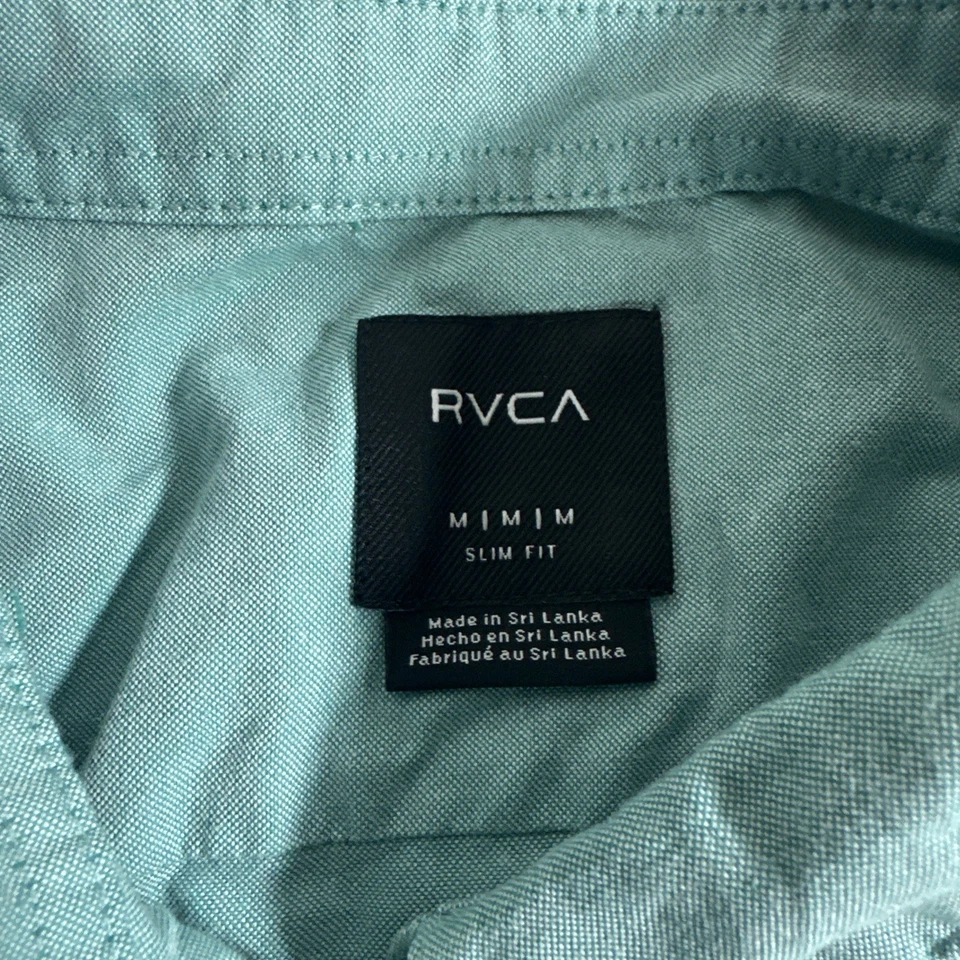 RVCA
M | M | M
SLIM FIT
Made in Sri Lanka
Hecho en Sri Lanka
Fabriqué au Sri Lanka